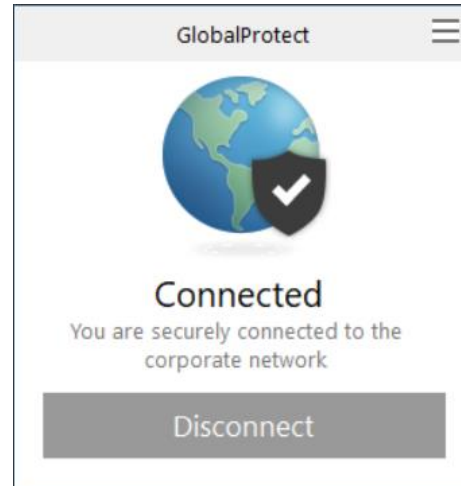 GlobalProtect
Connected
You are securely connected to the
corporate network
Disconnect